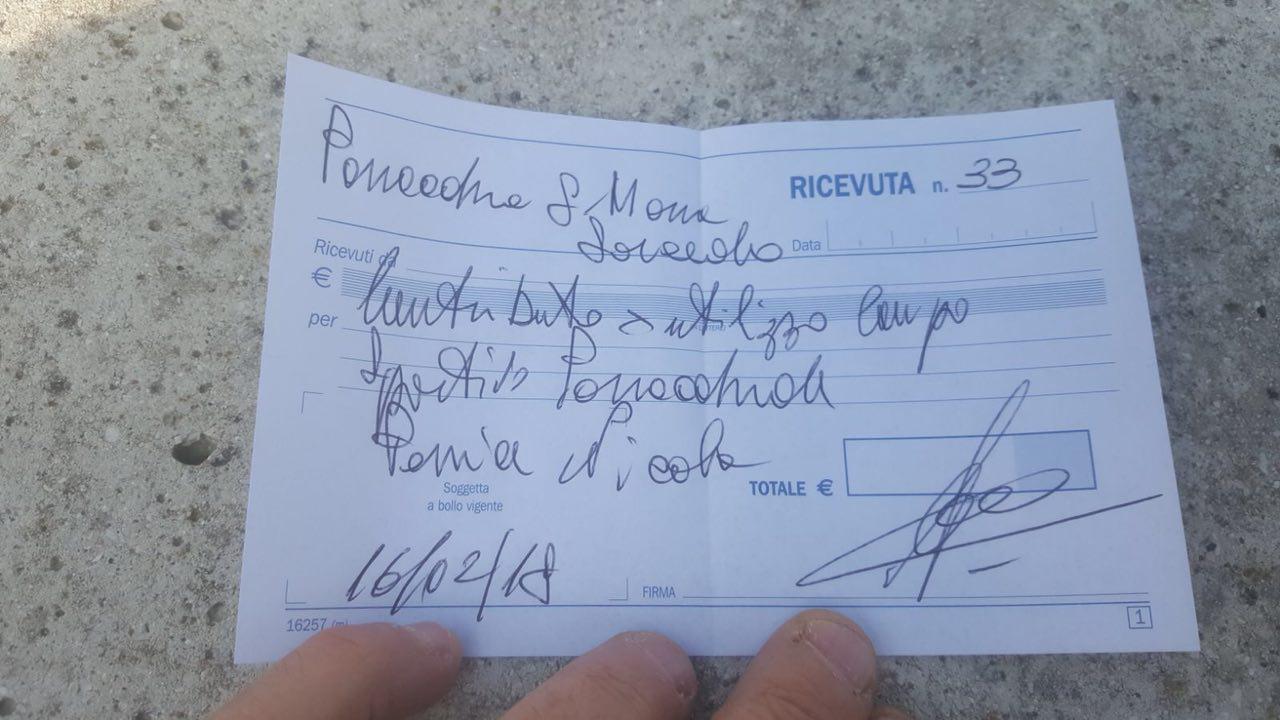 Parrocchia S Maria
RICEVUTA n. 33
Data
Ricevuti da
€
Contributo x utilizzo campo
per
Sportivo Parrocchiale
Nicola
Soggetta
a bollo vigente
TOTALE €
16/02/18
FIRMA
16257
1